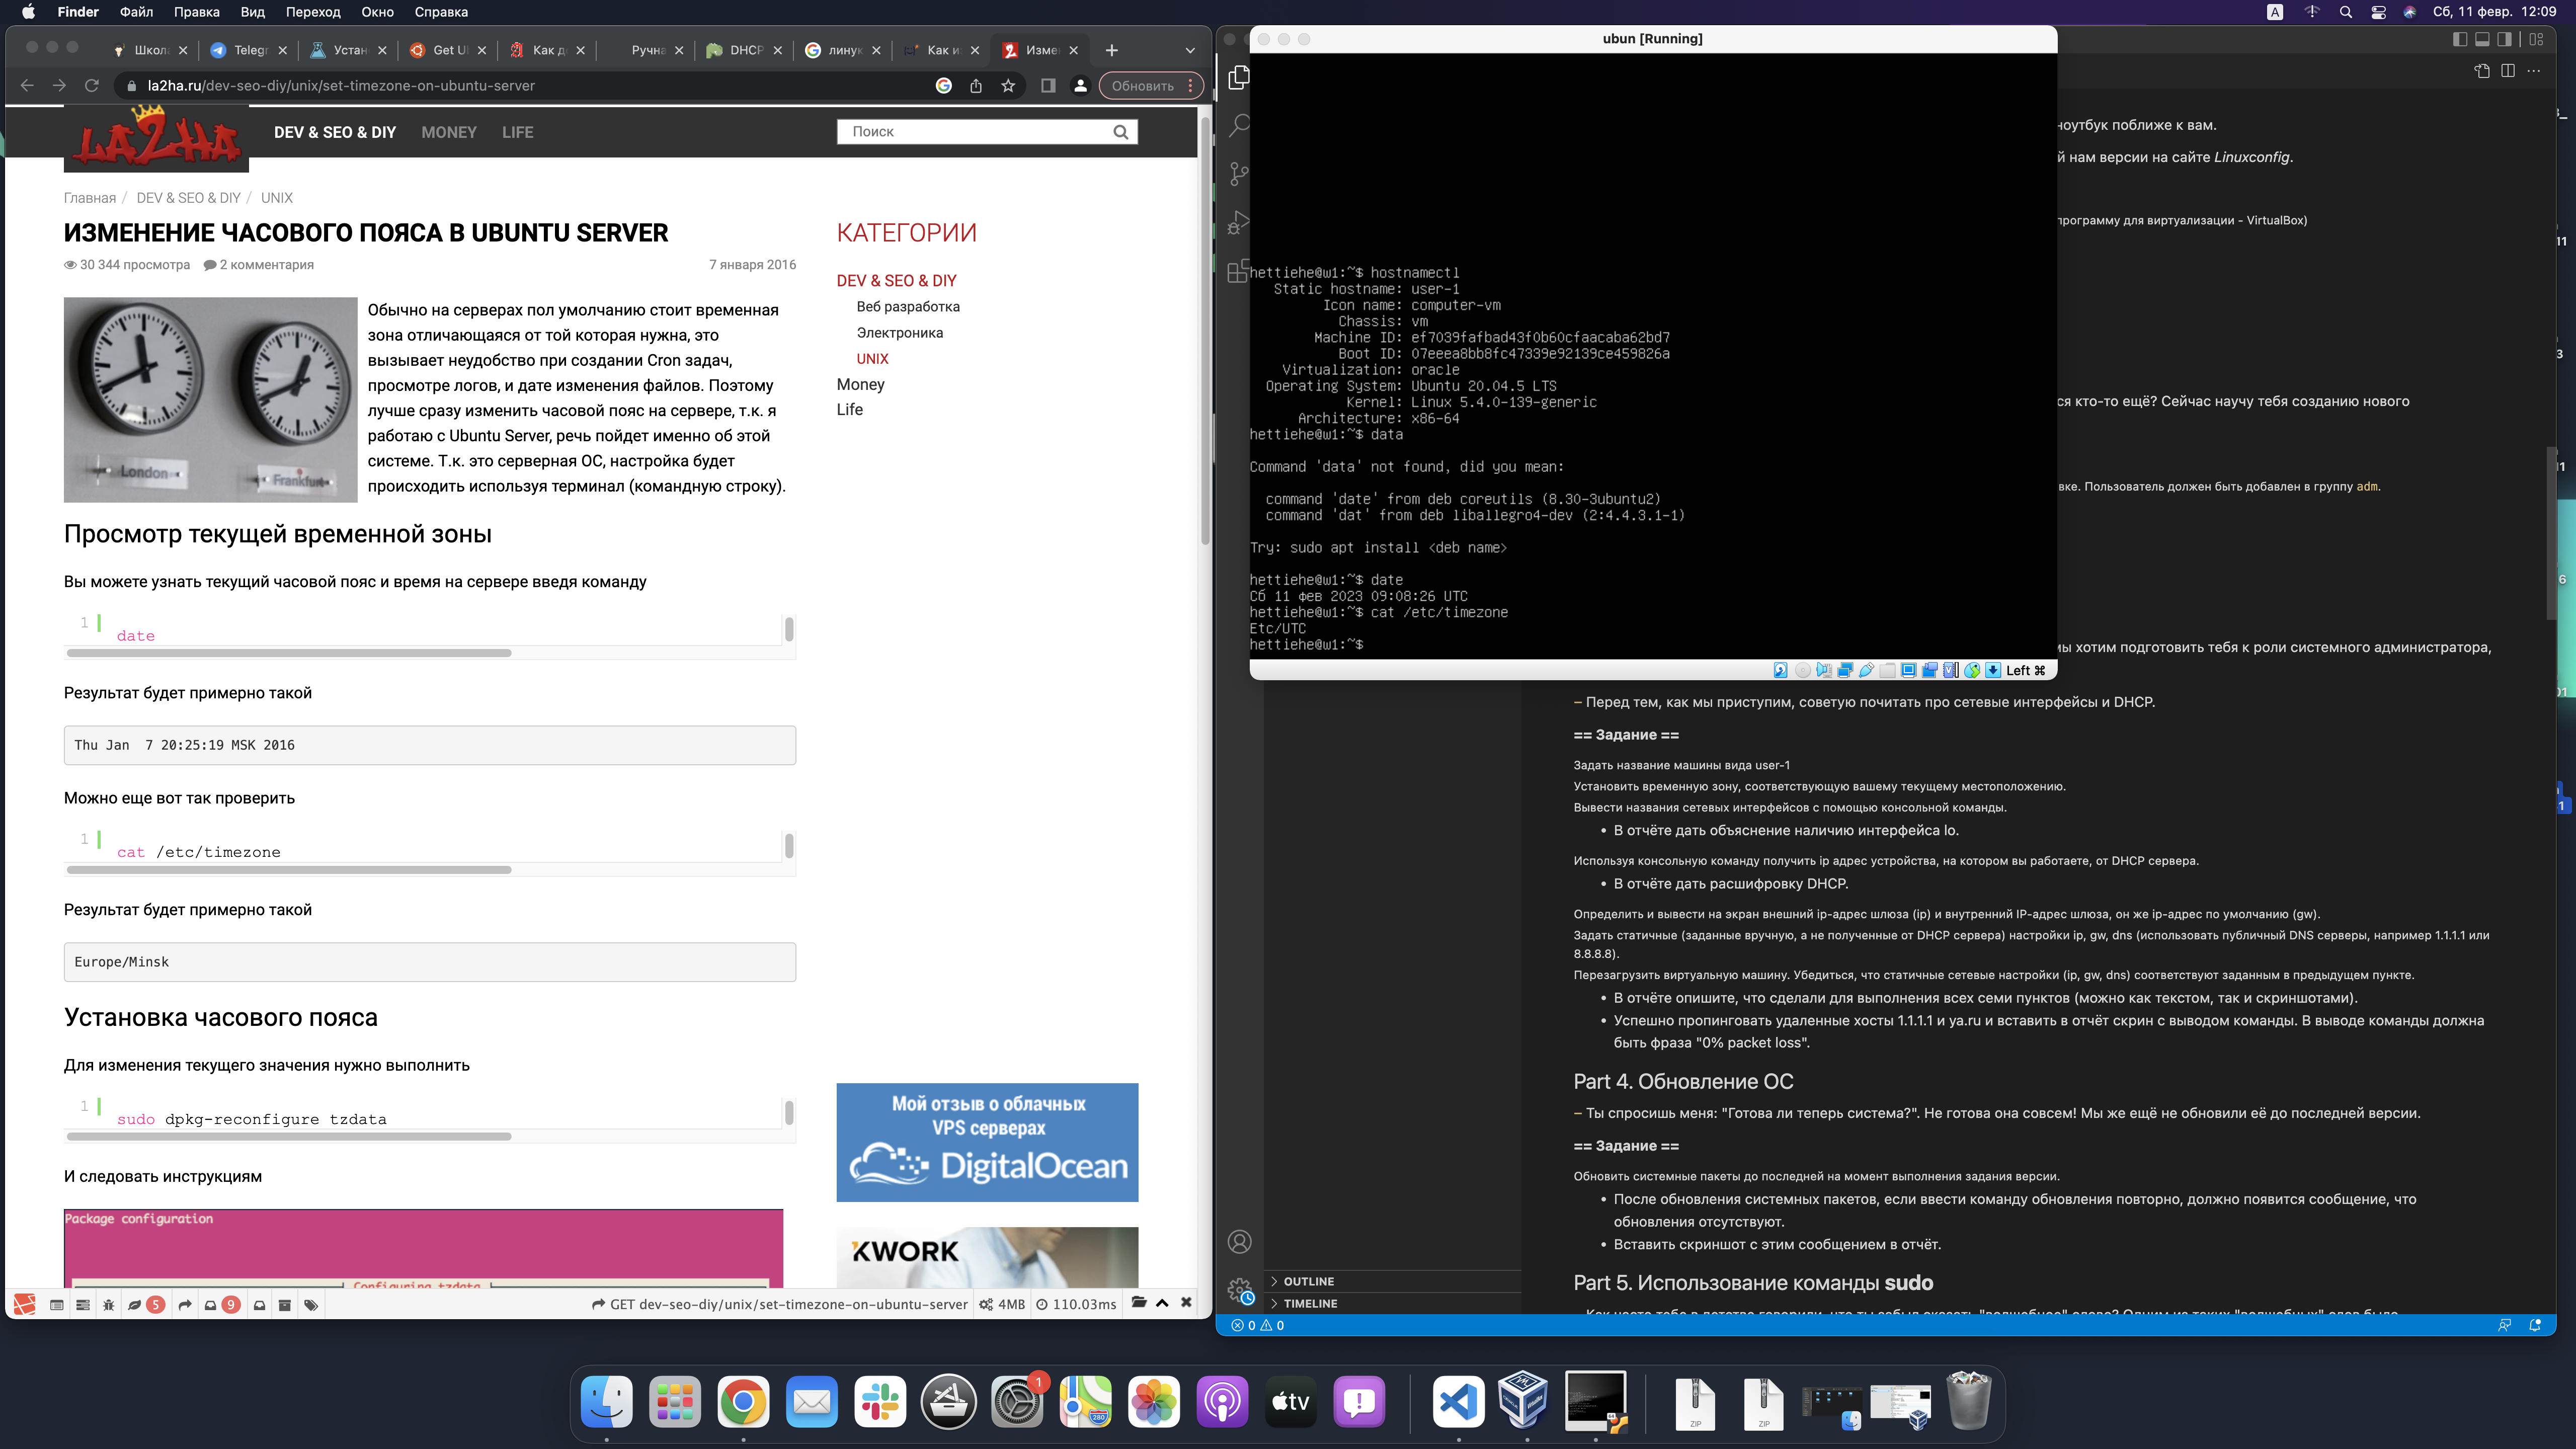 Finder Файл Правка Вид Переход Окно Справка
A Сб, 11 февр. 12:09
Школ Telegr Устан Get U Как д Ручна DHCP линук Как и Изме
la2ha.ru/dev-seo-diy/unix/set-timezone-on-ubuntu-server
Обновить
LA2HA
DEV & SEO & DIY MONEY LIFE
Поиск
Главная / DEV & SEO & DIY / UNIX
ИЗМЕНЕНИЕ ЧАСОВОГО ПОЯСА В UBUNTU SERVER
30 344 просмотра 2 комментария 7 января 2016
London Frankfurt
Обычно на серверах пол умолчанию стоит временная
зона отличающаяся от той которая нужна, это
вызывает неудобство при создании Cron задач,
просмотре логов, и дате изменения файлов. Поэтому
лучше сразу изменить часовой пояс на сервере, т.к. я
работаю с Ubuntu Server, речь пойдет именно об этой
системе. Т.к. это серверная ОС, настройка будет
происходить используя терминал (командную строку).
Просмотр текущей временной зоны
Вы можете узнать текущий часовой пояс и время на сервере введя команду
1
date
Результат будет примерно такой
Thu Jan  7 20:25:19 MSK 2016
Можно еще вот так проверить
1
cat /etc/timezone
Результат будет примерно такой
Europe/Minsk
Установка часового пояса
Для изменения текущего значения нужно выполнить
1
sudo dpkg-reconfigure tzdata
И следовать инструкциям
Package configuration
Configuring tzdata
КАТЕГОРИИ
DEV & SEO & DIY
Веб разработка
Электроника
UNIX
Money
Life
Мой отзыв о облачных
VPS серверах
DigitalOcean
KWORK
5 9 GET dev-seo-diy/unix/set-timezone-on-ubuntu-server 4MB 110.03ms
ubun [Running]
hettiehe@w1:~$ hostnamectl
Static hostname: user-1
Icon name: computer-vm
Chassis: vm
Machine ID: ef7039fafbad43f0b60cfaacaba62bd7
Boot ID: 07eeea8bb8fc47339e92139ce459826a
Virtualization: oracle
Operating System: Ubuntu 20.04.5 LTS
Kernel: Linux 5.4.0-139-generic
Architecture: x86-64
hettiehe@w1:~$ data
Command 'data' not found, did you mean:
command 'date' from deb coreutils (8.30-3ubuntu2)
command 'dat' from deb liballegro4-dev (2:4.4.3.1-1)
Try: sudo apt install <deb name>
hettiehe@w1:~$ date
Сб 11 фев 2023 09:08:26 UTC
hettiehe@w1:~$ cat /etc/timezone
Etc/UTC
hettiehe@w1:~$
Left ⌘
ноутбук поближе к вам.
й нам версии на сайте Linuxconfig.
программу для виртуализации - VirtualBox)
ся кто-то ещё? Сейчас научу тебя созданию нового
вке. Пользователь должен быть добавлен в группу adm.
мы хотим подготовить тебя к роли системного администратора,
– Перед тем, как мы приступим, советую почитать про сетевые интерфейсы и DHCP.
== Задание ==
Задать название машины вида user-1
Установить временную зону, соответствующую вашему текущему местоположению.
Вывести названия сетевых интерфейсов с помощью консольной команды.
• В отчёте дать объяснение наличию интерфейса lo.
Используя консольную команду получить ip адрес устройства, на котором вы работаете, от DHCP сервера.
• В отчёте дать расшифровку DHCP.
Определить и вывести на экран внешний ip-адрес шлюза (ip) и внутренний IP-адрес шлюза, он же ip-адрес по умолчанию (gw).
Задать статичные (заданные вручную, а не полученные от DHCP сервера) настройки ip, gw, dns (использовать публичный DNS серверы, например 1.1.1.1 или
8.8.8.8).
Перезагрузить виртуальную машину. Убедиться, что статичные сетевые настройки (ip, gw, dns) соответствуют заданным в предыдущем пункте.
• В отчёте опишите, что сделали для выполнения всех семи пунктов (можно как текстом, так и скриншотами).
• Успешно пропинговать удаленные хосты 1.1.1.1 и ya.ru и вставить в отчёт скрин с выводом команды. В выводе команды должна
быть фраза "0% packet loss".
Part 4. Обновление ОС
– Ты спросишь меня: "Готова ли теперь система?". Не готова она совсем! Мы же ещё не обновили её до последней версии.
== Задание ==
Обновить системные пакеты до последней на момент выполнения задания версии.
• После обновления системных пакетов, если ввести команду обновления повторно, должно появится сообщение, что
обновления отсутствуют.
• Вставить скриншот с этим сообщением в отчёт.
Part 5. Использование команды sudo
OUTLINE
TIMELINE
0 0
1
280
tv
ZIP ZIP